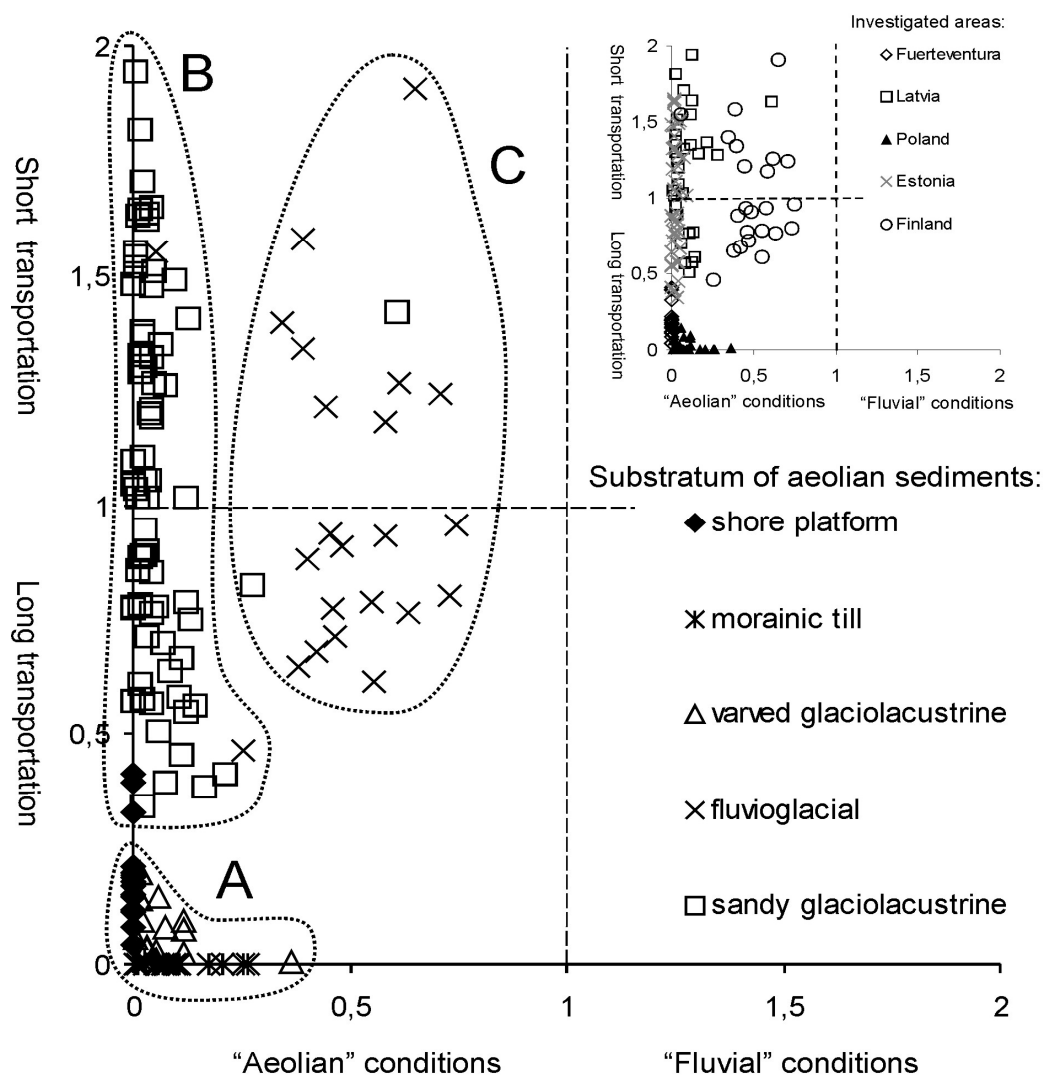 2
1,5
1
0,5
0
0
0,5
1
1,5
2
Short transportation
Long transportation
“Aeolian” conditions
“Fluvial” conditions
A
B
C
2
1,5
1
0,5
0
0
0,5
1
1,5
2
Short transportation
Long transportation
“Aeolian” conditions
“Fluvial” conditions
Investigated areas:
Fuerteventura
Latvia
Poland
Estonia
Finland
Substratum of aeolian sediments:
shore platform
morainic till
varved glaciolacustrine
fluvioglacial
sandy glaciolacustrine